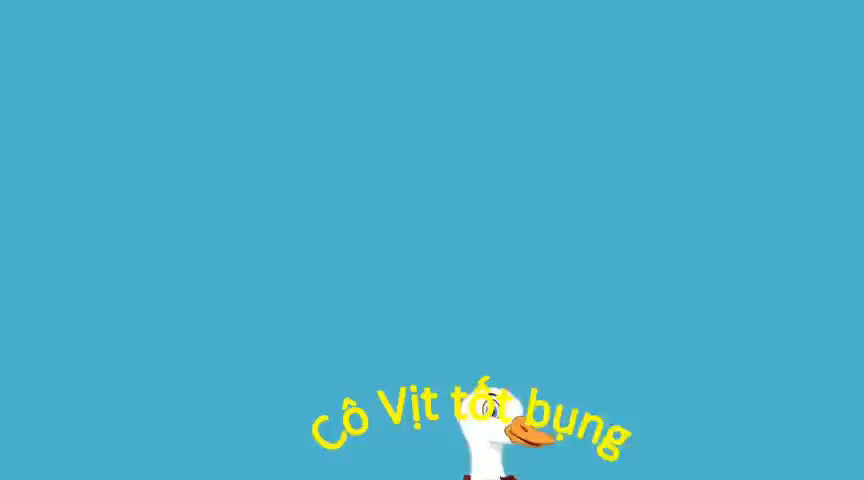 Cô Vịt tốt bụng